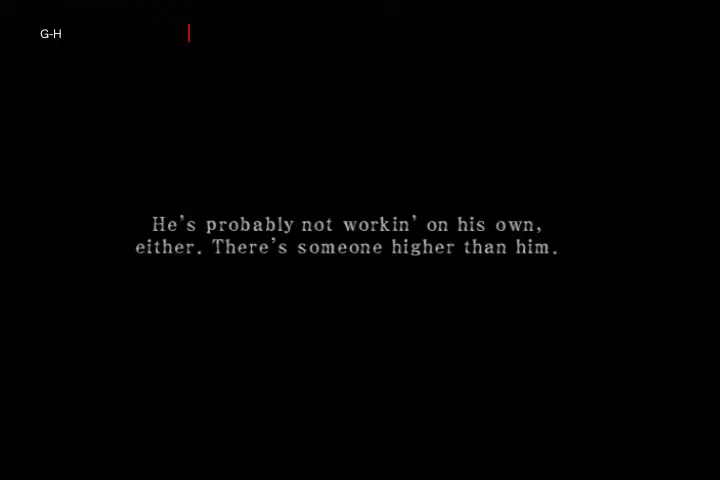 G-H
He's probably not workin' on his own,
either. There's someone higher than him.